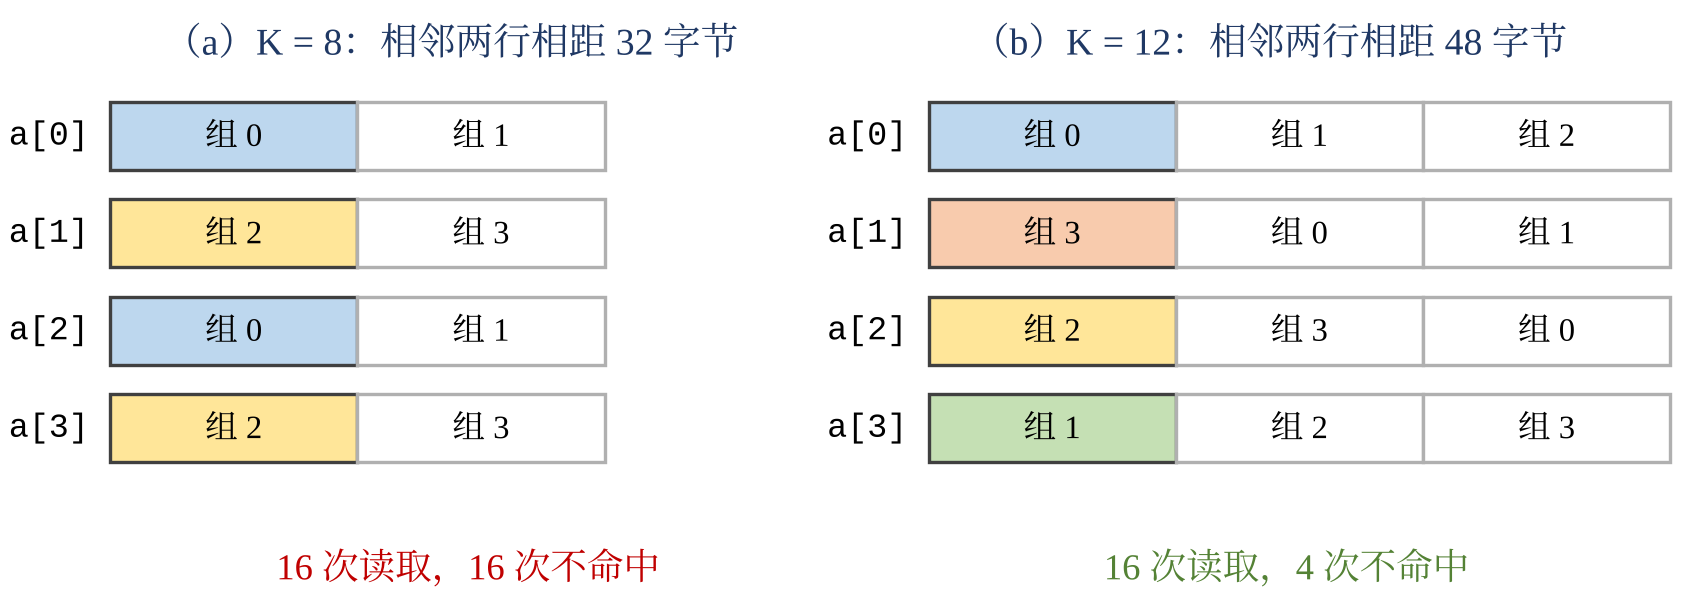 （a）K = 8：相邻两行相距 32 字节
a[0] 组 0 组 1
a[1] 组 2 组 3
a[2] 组 0 组 1
a[3] 组 2 组 3
16 次读取，16 次不命中
（b）K = 12：相邻两行相距 48 字节
a[0] 组 0 组 1 组 2
a[1] 组 3 组 0 组 1
a[2] 组 2 组 3 组 0
a[3] 组 1 组 2 组 3
16 次读取，4 次不命中